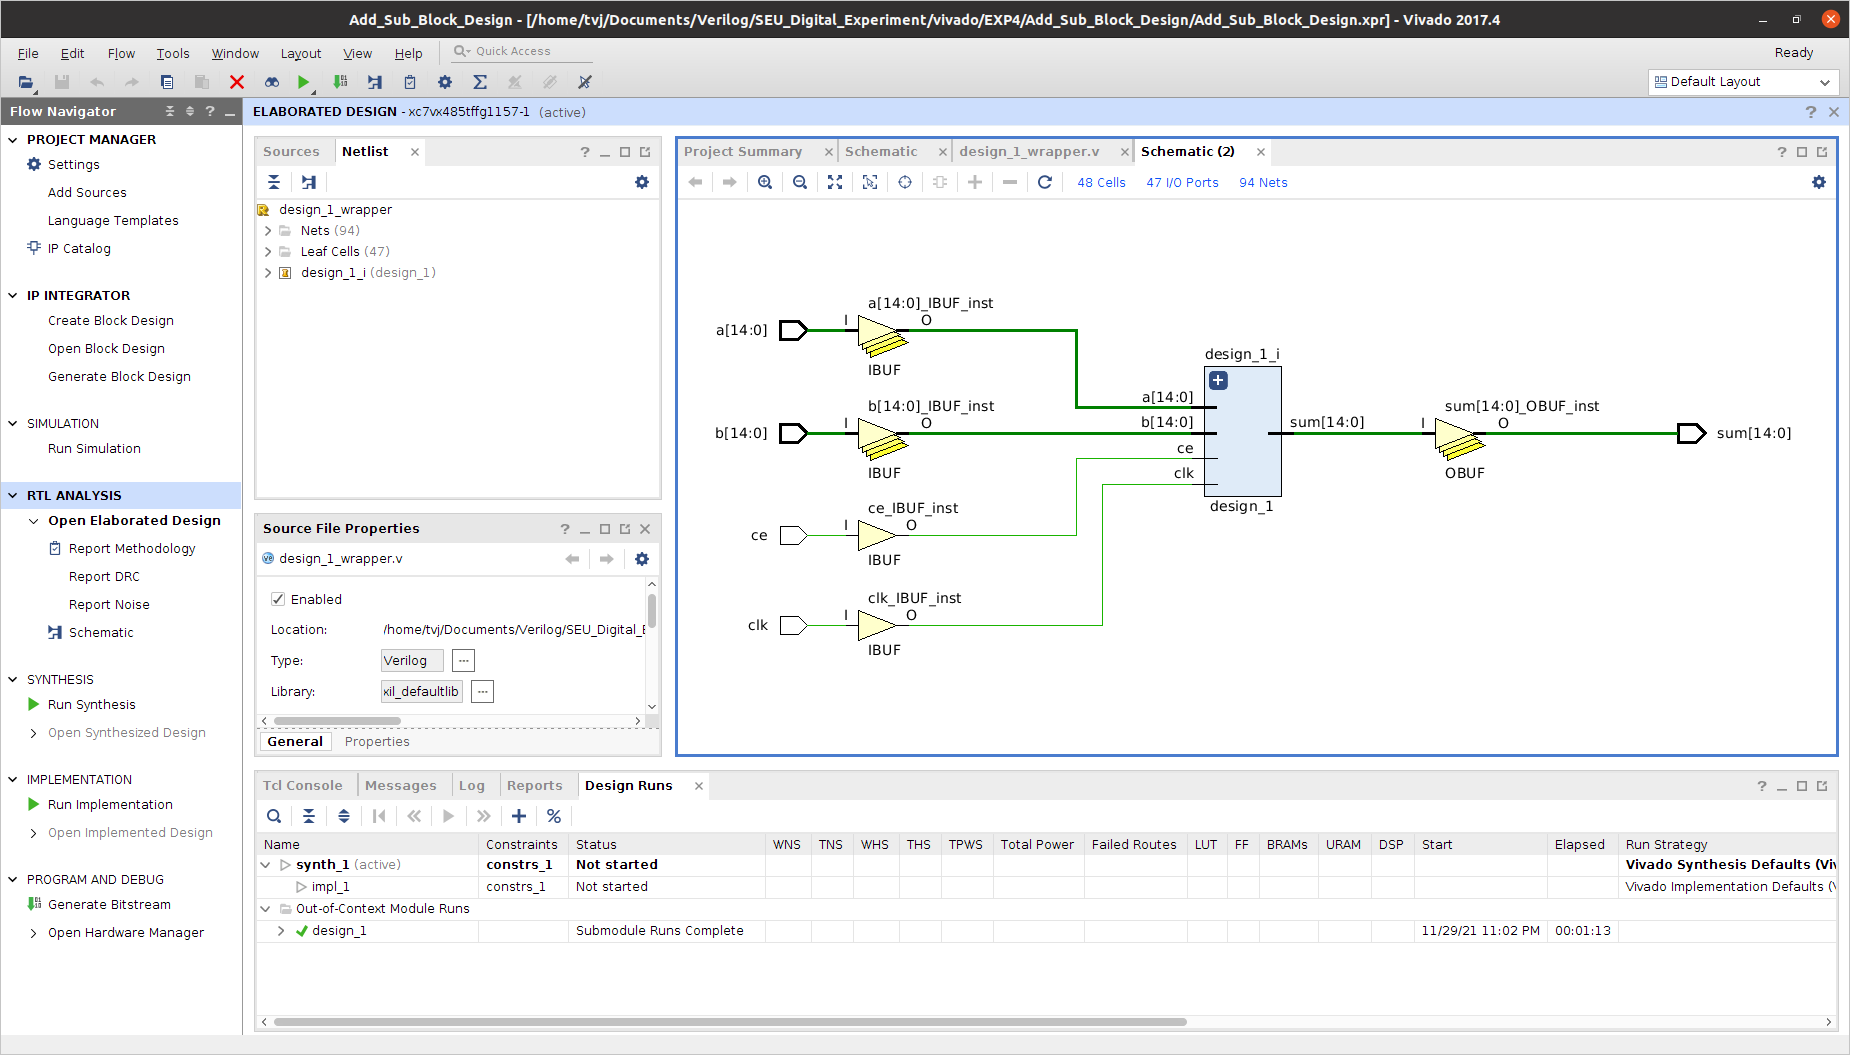 Add_Sub_Block_Design - [/home/tvj/Documents/Verilog/SEU_Digital_Experiment/vivado/EXP4/Add_Sub_Block_Design/Add_Sub_Block_Design.xpr] - Vivado 2017.4
File Edit Flow Tools Window Layout View Help Quick Access Ready
Default Layout
Flow Navigator
PROJECT MANAGER
Settings
Add Sources
Language Templates
IP Catalog
IP INTEGRATOR
Create Block Design
Open Block Design
Generate Block Design
SIMULATION
Run Simulation
RTL ANALYSIS
Open Elaborated Design
Report Methodology
Report DRC
Report Noise
Schematic
SYNTHESIS
Run Synthesis
Open Synthesized Design
IMPLEMENTATION
Run Implementation
Open Implemented Design
PROGRAM AND DEBUG
Generate Bitstream
Open Hardware Manager
ELABORATED DESIGN - xc7vx485tffg1157-1 (active)
Sources Netlist
design_1_wrapper
Nets (94)
Leaf Cells (47)
design_1_i (design_1)
Source File Properties
design_1_wrapper.v
Enabled
Location: /home/tvj/Documents/Verilog/SEU_Digital_E
Type: Verilog
Library: xil_defaultlib
General Properties
Project Summary Schematic design_1_wrapper.v Schematic (2)
48 Cells 47 I/O Ports 94 Nets
a[14:0]_IBUF_inst
a[14:0] I O
IBUF
design_1_i
a[14:0]
b[14:0]_IBUF_inst
b[14:0] I O
IBUF
b[14:0]
sum[14:0]
sum[14:0]_OBUF_inst
I O
sum[14:0]
OBUF
ce
clk
design_1
ce_IBUF_inst
ce I O
IBUF
clk_IBUF_inst
clk I O
IBUF
Tcl Console Messages Log Reports Design Runs
Name Constraints Status WNS TNS WHS THS TPWS Total Power Failed Routes LUT FF BRAMs URAM DSP Start Elapsed Run Strategy
synth_1 (active) constrs_1 Not started Vivado Synthesis Defaults (Viv
impl_1 constrs_1 Not started Vivado Implementation Defaults (V
Out-of-Context Module Runs
design_1 Submodule Runs Complete 11/29/21 11:02 PM 00:01:13